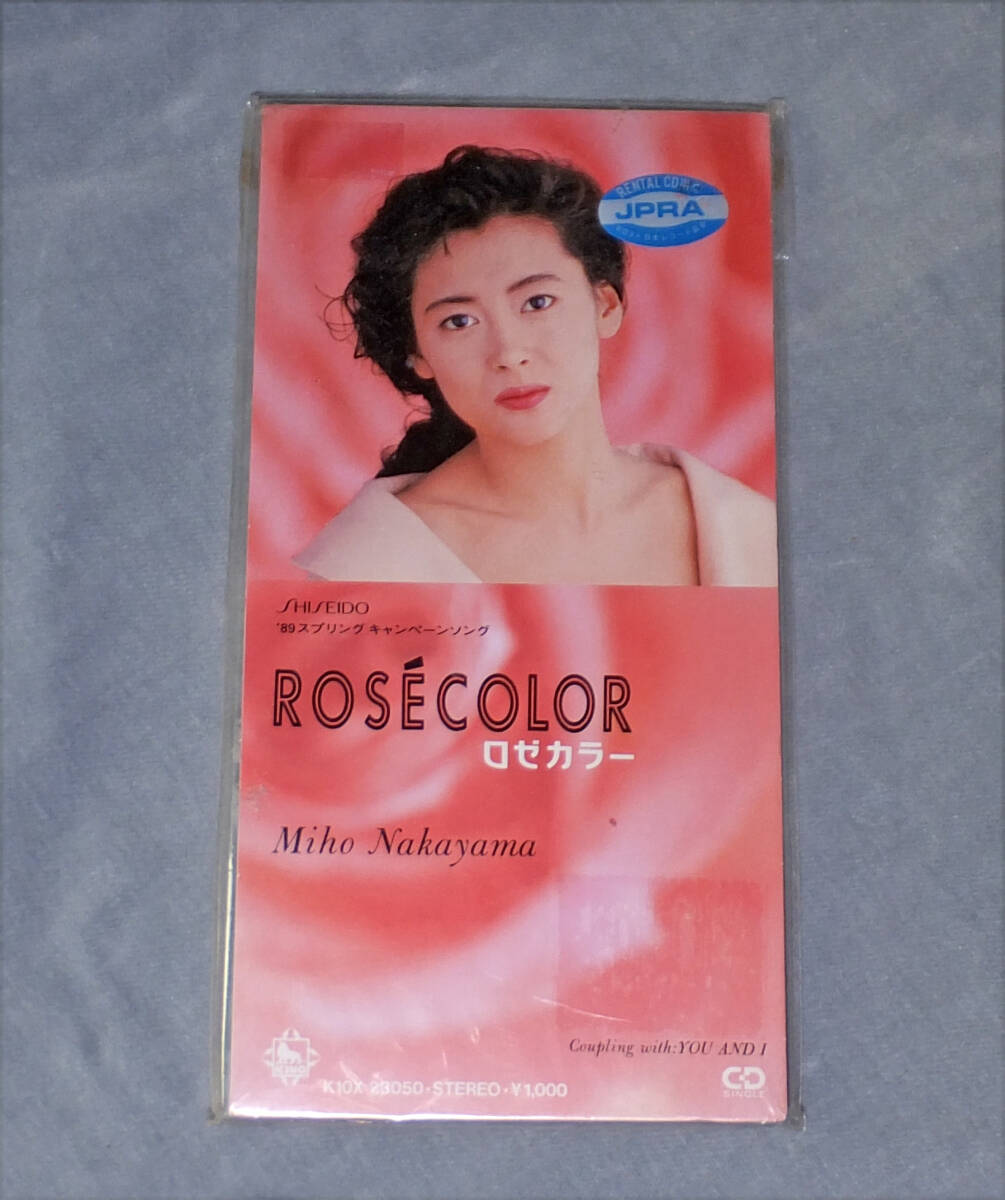 RENTAL CD
JPRA
SHISEIDO
'89スプリング キャンペーンソング
ROSÉCOLOR
ロゼカラー
Miho Nakayama
Coupling with:YOU AND I
KING
K10X 23050・STEREO・¥1,000
CD
SINGLE